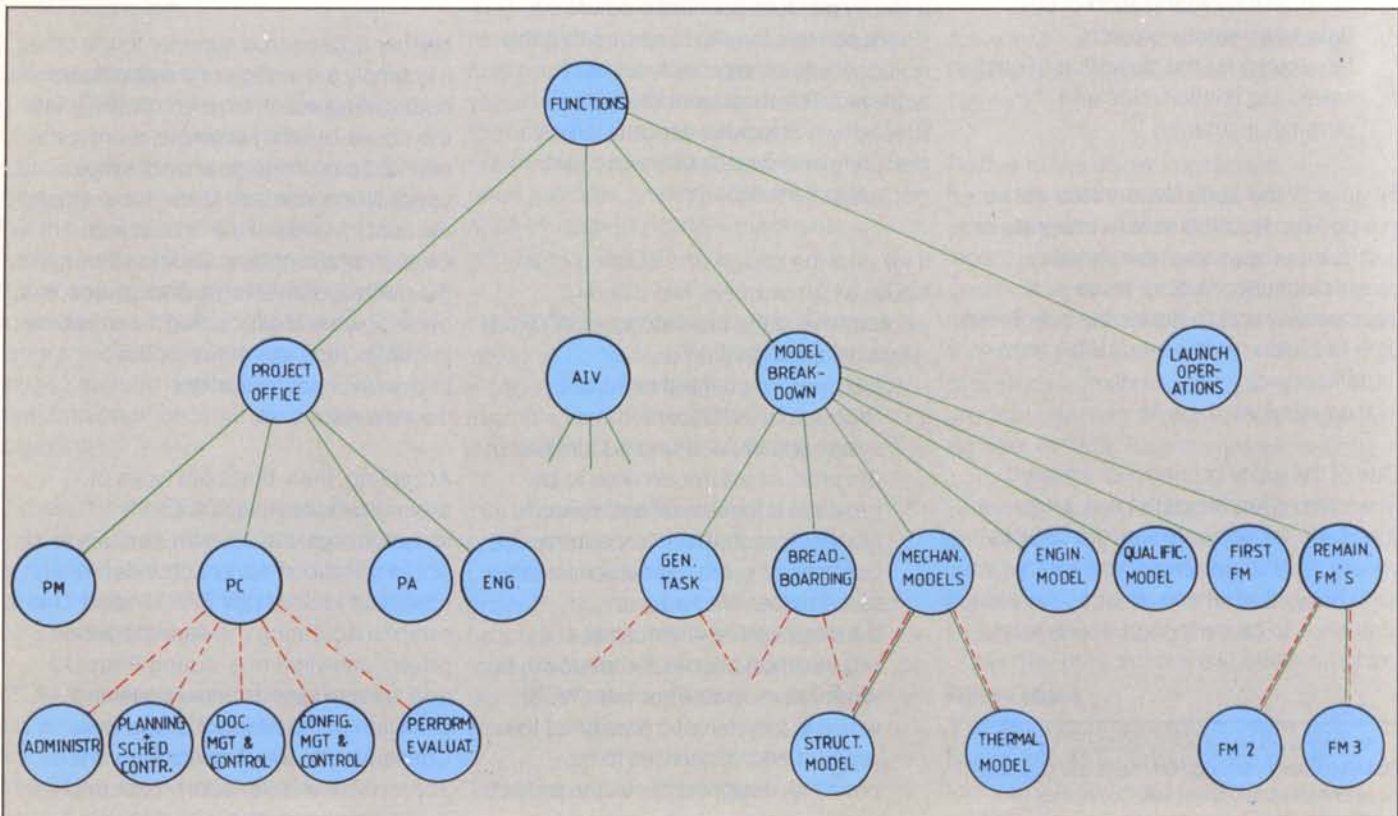 FUNCTIONS
PROJECT
OFFICE
AIV
MODEL
BREAK-
DOWN
LAUNCH
OPER-
ATIONS
PM
PC
PA
ENG
GEN.
TASK
BREAD-
BOARDING
MECHAN.
MODELS
ENGIN.
MODEL
QUALIFIC.
MODEL
FIRST
FM
REMAIN.
FM'S
ADMINISTR.
PLANNING
+
SCHED.
CONTR.
DOC.
MGT &
CONTROL
CONFIG.
MGT &
CONTROL
PERFORM
EVALUAT.
STRUCT.
MODEL
THERMAL
MODEL
FM 2
FM 3